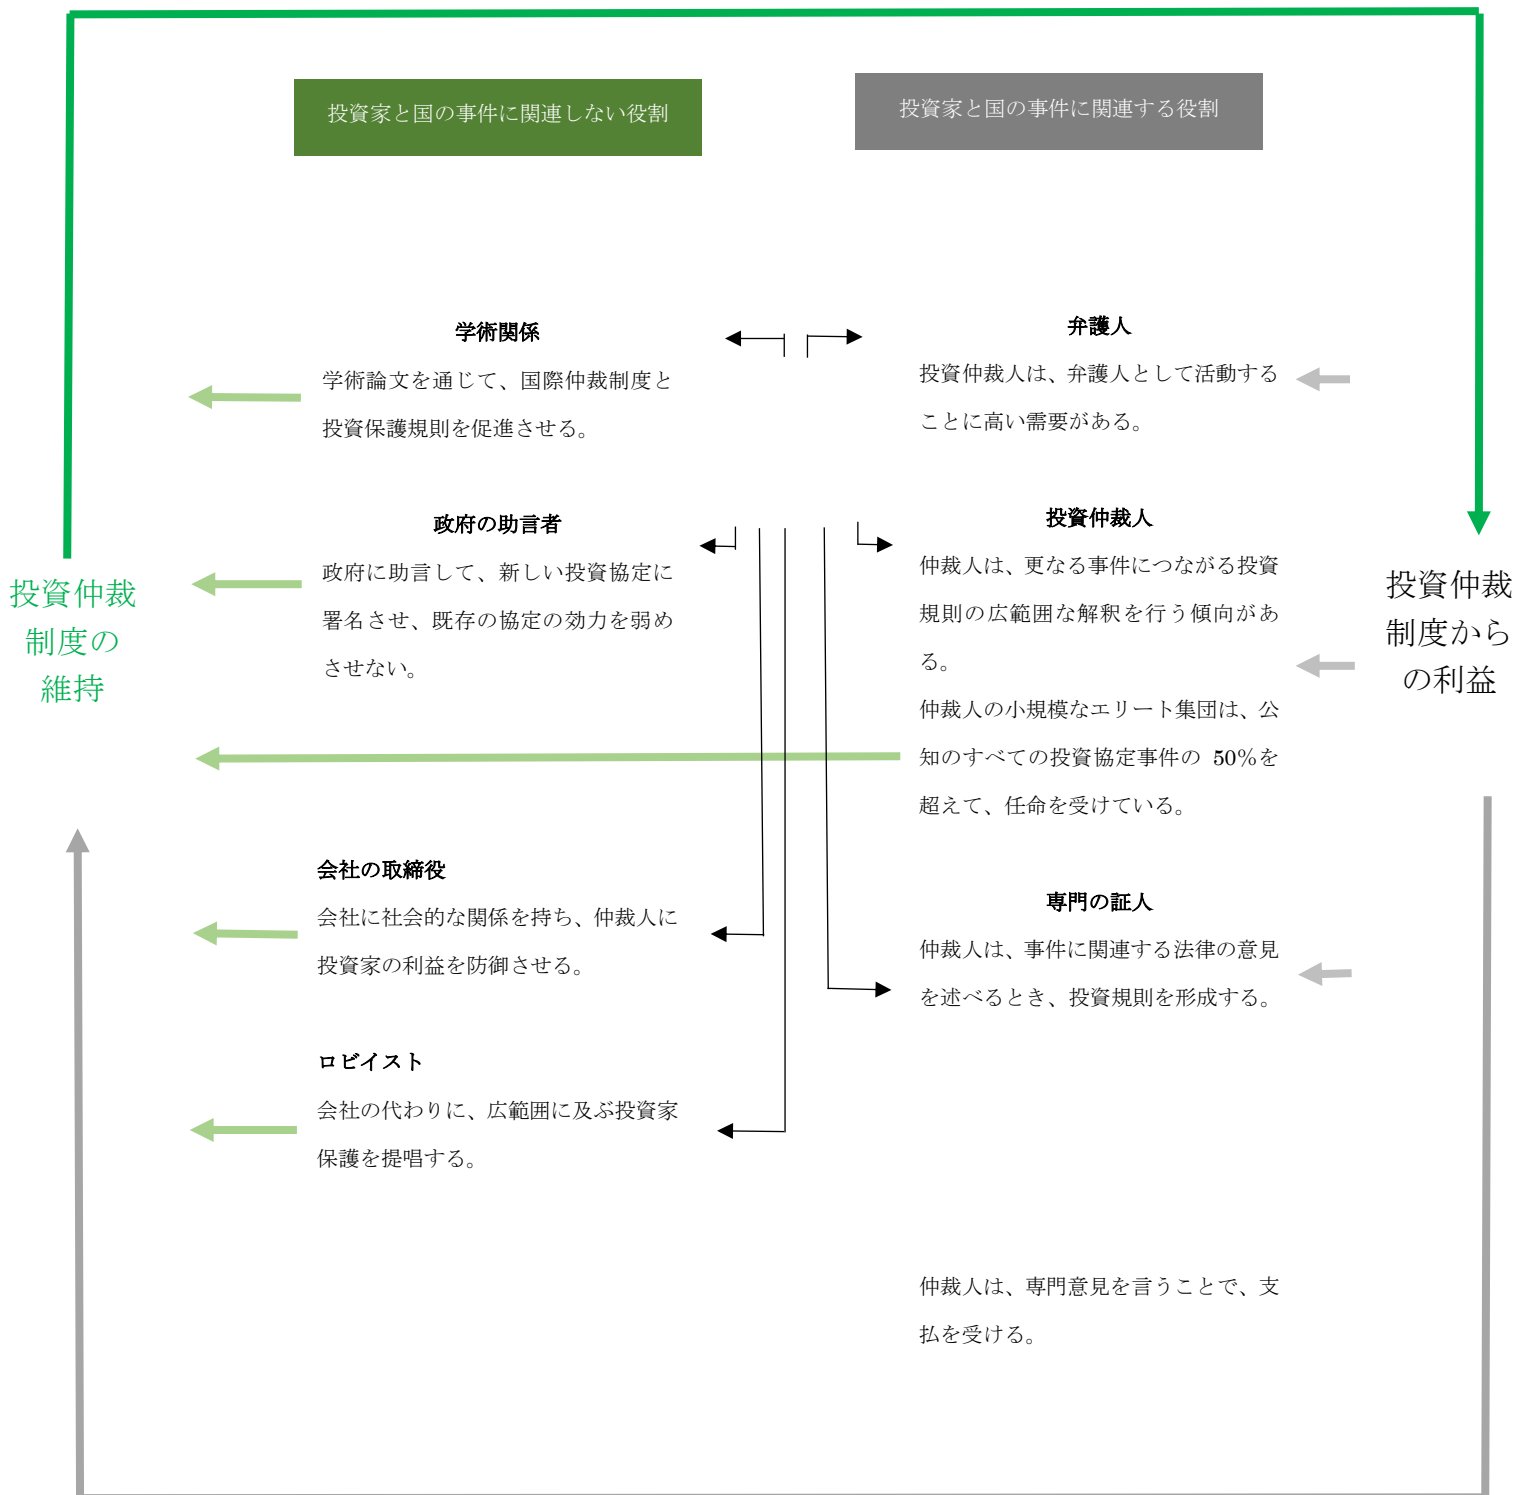 投資家と国の事件に関連しない役割
投資家と国の事件に関連する役割
学術関係
学術論文を通じて、国際仲裁制度と
投資保護規則を促進させる。
政府の助言者
政府に助言して、新しい投資協定に
署名させ、既存の協定の効力を弱め
させない。
会社の取締役
会社に社会的な関係を持ち、仲裁人に
投資家の利益を防御させる。
ロビイスト
会社の代わりに、広範囲に及ぶ投資家
保護を提唱する。
弁護人
投資仲裁人は、弁護人として活動する
ことに高い需要がある。
投資仲裁人
仲裁人は、更なる事件につながる投資
規則の広範囲な解釈を行う傾向があ
る。
仲裁人の小規模なエリート集団は、公
知のすべての投資協定事件の 50%を
超えて、任命を受けている。
専門の証人
仲裁人は、事件に関連する法律の意見
を述べるとき、投資規則を形成する。
仲裁人は、専門意見を言うことで、支
払を受ける。
投資仲裁
制度の
維持
投資仲裁
制度から
の利益